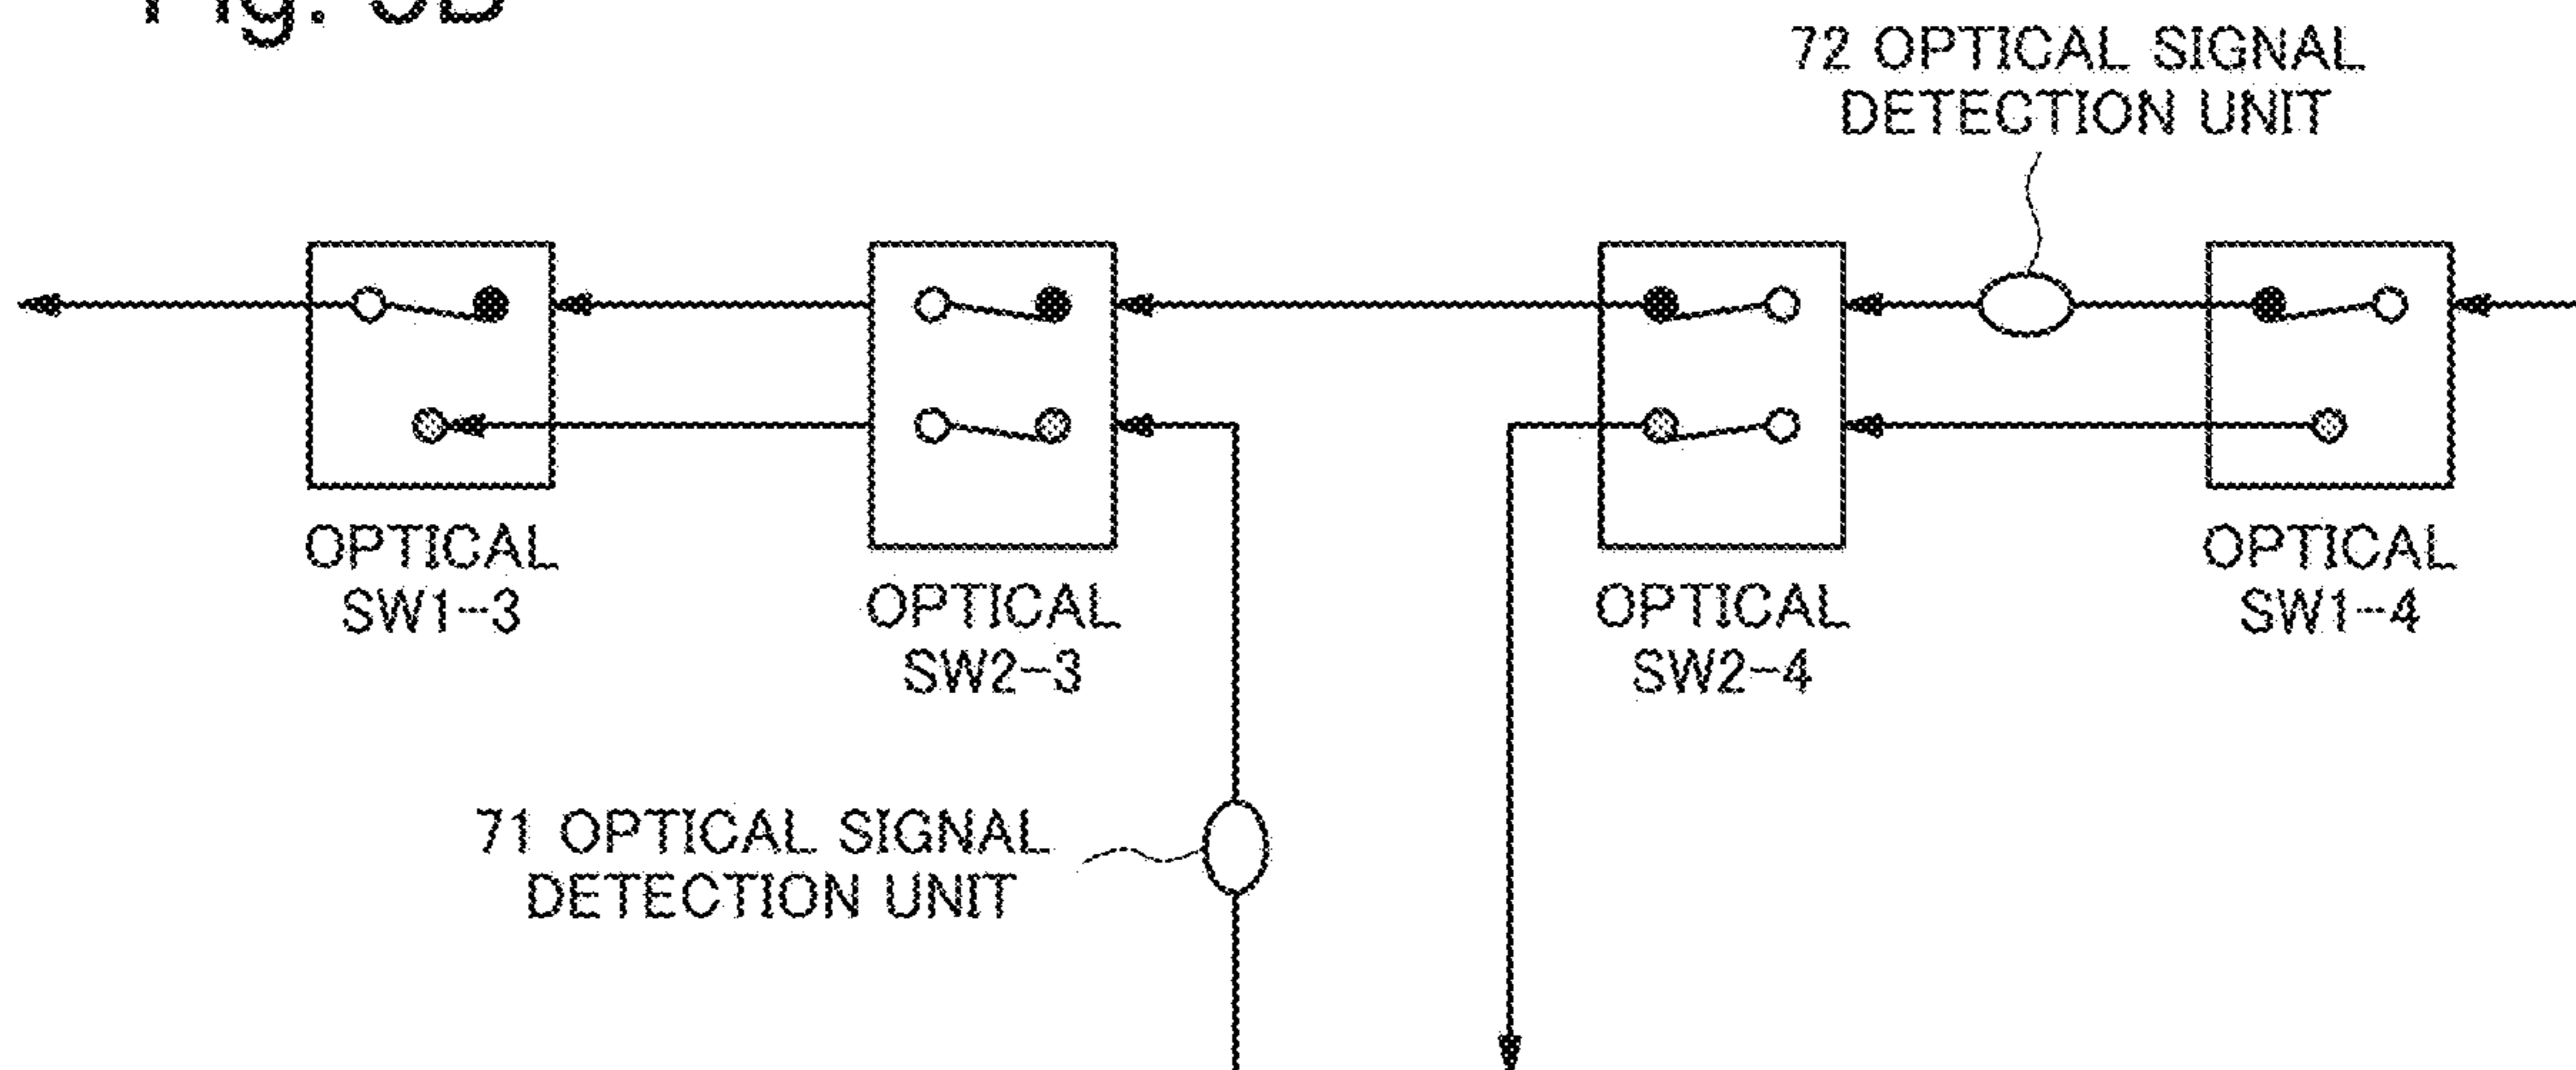 Fig.
72 OPTICAL SIGNAL
DETECTION UNIT
OPTICAL
SW1-3
OPTICAL
SW2-3
OPTICAL
SW2-4
OPTICAL
SW1-4
71 OPTICAL SIGNAL
DETECTION UNIT